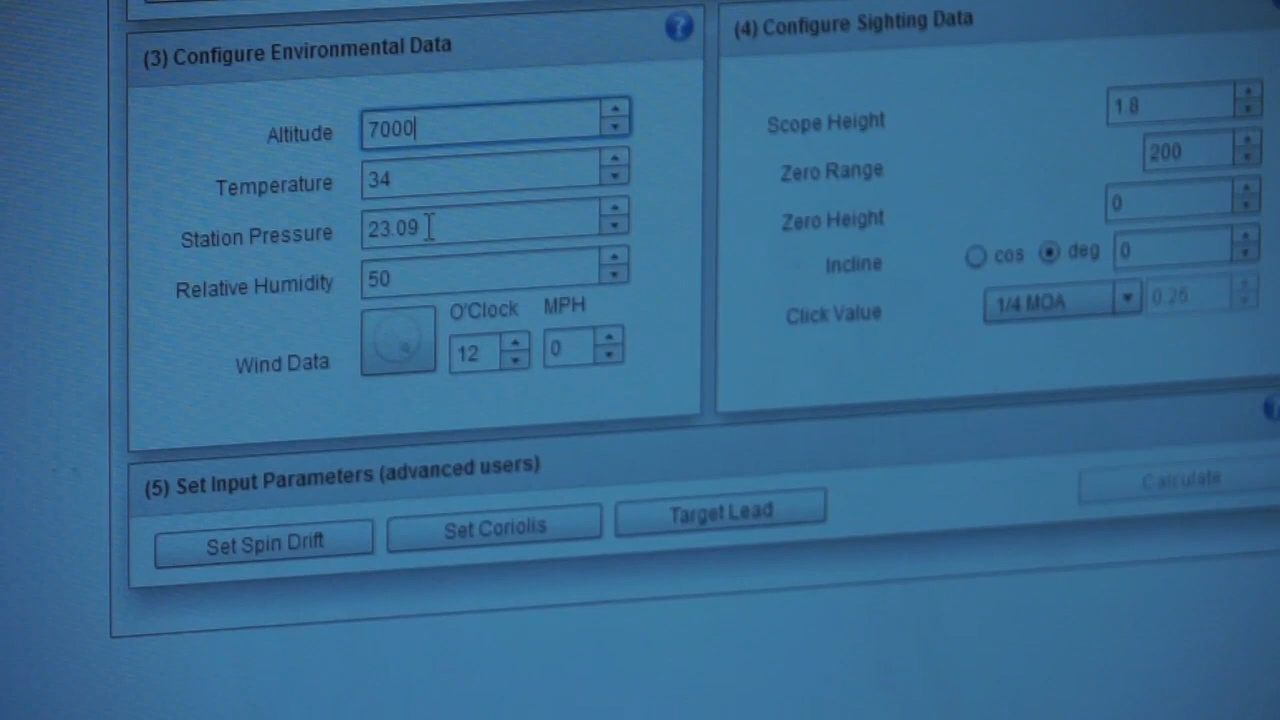 (3) Configure Environmental Data
Altitude 7000
Temperature 34
Station Pressure 23.09
Relative Humidity 50
O'Clock MPH
Wind Data 12 0
(4) Configure Sighting Data
Scope Height 1.8
Zero Range 200
Zero Height 0
Incline cos deg 0
Click Value 1/4 MOA 0.25
(5) Set Input Parameters (advanced users)
Set Spin Drift Set Coriolis Target Lead Calculate